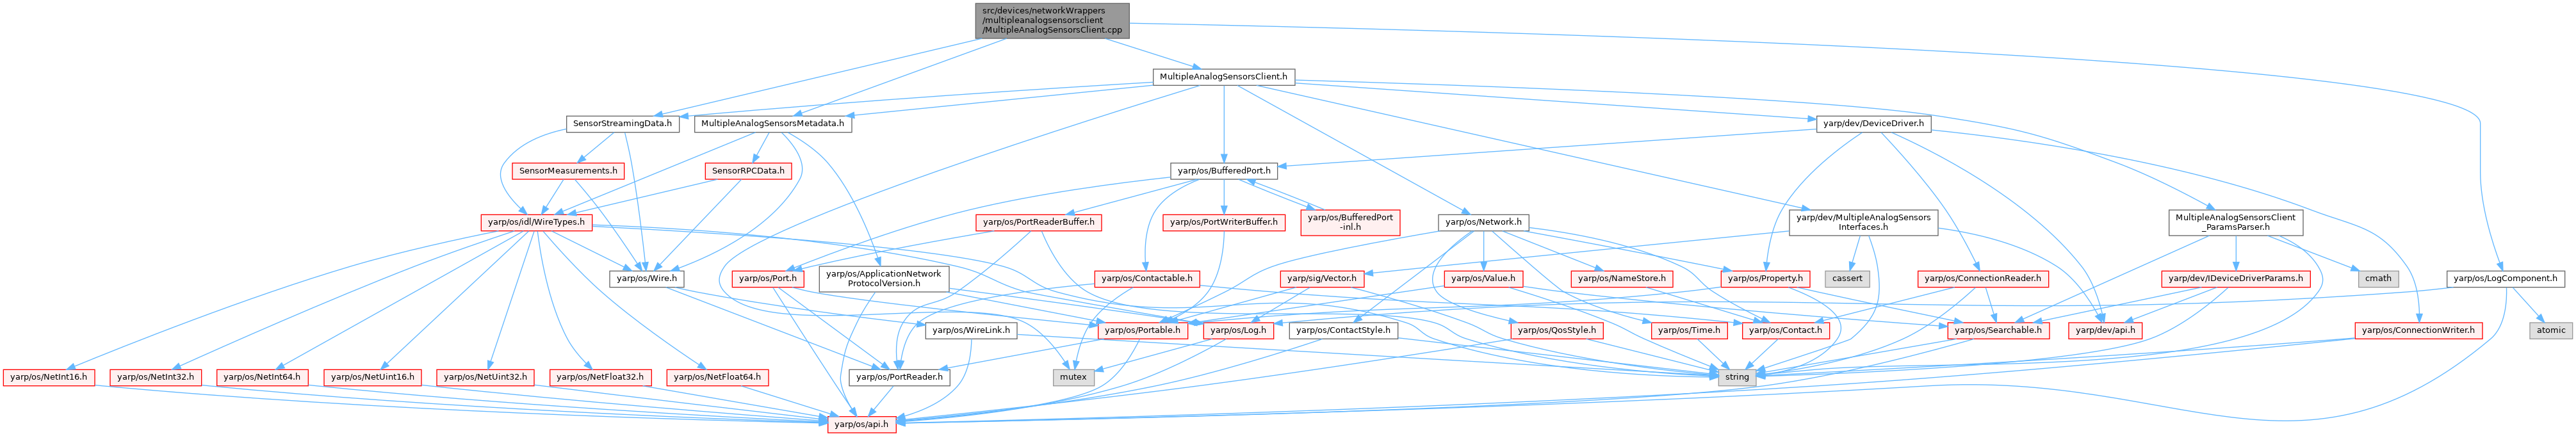 src/devices/networkWrappers
/multipleanalogsensorsclient
/MultipleAnalogSensorsClient.cpp
MultipleAnalogSensorsClient.h
SensorStreamingData.h
MultipleAnalogSensorsMetadata.h
yarp/dev/DeviceDriver.h
SensorMeasurements.h
SensorRPCData.h
yarp/os/BufferedPort.h
yarp/os/idl/WireTypes.h
yarp/os/PortReaderBuffer.h
yarp/os/PortWriterBuffer.h
yarp/os/BufferedPort
-inl.h
yarp/os/Network.h
yarp/dev/MultipleAnalogSensors
Interfaces.h
MultipleAnalogSensorsClient
_ParamsParser.h
yarp/os/Wire.h
yarp/os/Port.h
yarp/os/ApplicationNetwork
ProtocolVersion.h
yarp/os/Contactable.h
yarp/sig/Vector.h
yarp/os/Value.h
yarp/os/NameStore.h
yarp/os/Property.h
cassert
yarp/os/ConnectionReader.h
yarp/dev/IDeviceDriverParams.h
cmath
yarp/os/LogComponent.h
yarp/os/WireLink.h
yarp/os/Portable.h
yarp/os/Log.h
yarp/os/ContactStyle.h
yarp/os/QosStyle.h
yarp/os/Time.h
yarp/os/Contact.h
yarp/os/Searchable.h
yarp/dev/api.h
yarp/os/ConnectionWriter.h
atomic
yarp/os/NetInt16.h
yarp/os/NetInt32.h
yarp/os/NetInt64.h
yarp/os/NetUint16.h
yarp/os/NetUint32.h
yarp/os/NetFloat32.h
yarp/os/NetFloat64.h
yarp/os/PortReader.h
mutex
string
yarp/os/api.h